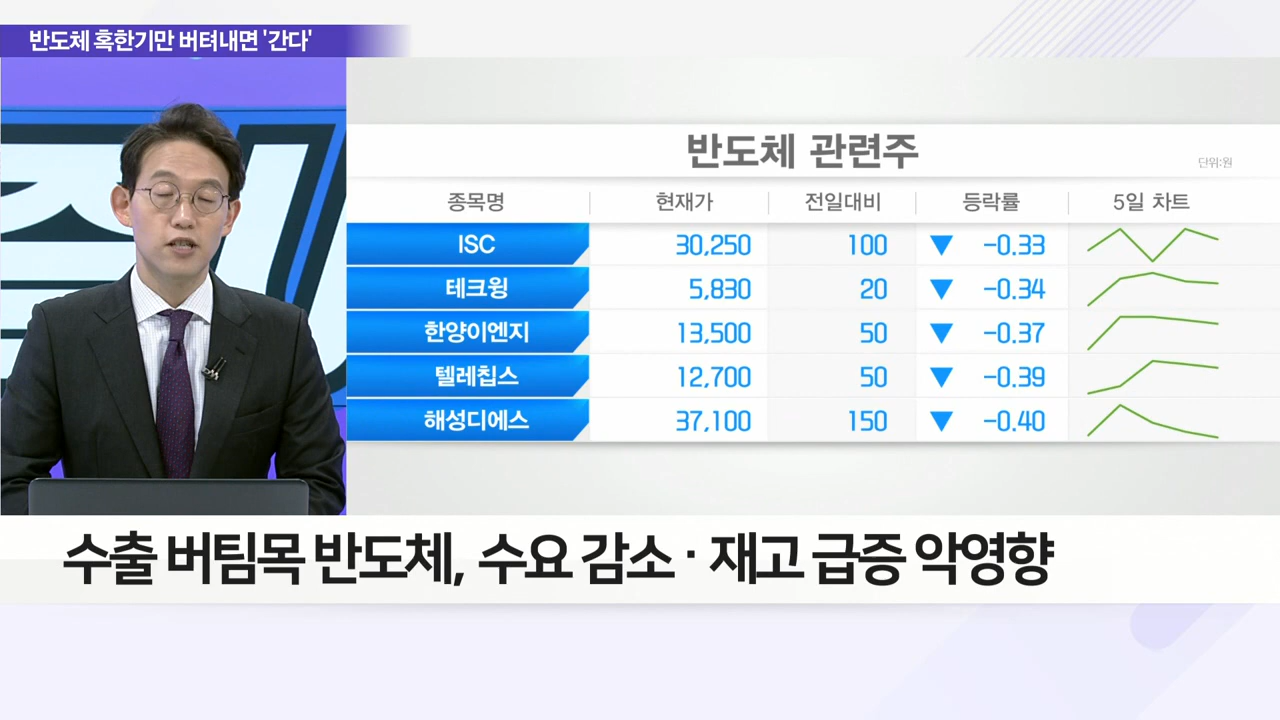 반도체 혹한기만 버텨내면 '간다'
반도체 관련주
단위:원
종목명 현재가 전일대비 등락률 5일 차트
ISC 30,250 100 ▼ -0.33
테크윙 5,830 20 ▼ -0.34
한양이엔지 13,500 50 ▼ -0.37
텔레칩스 12,700 50 ▼ -0.39
해성디에스 37,100 150 ▼ -0.40
수출 버팀목 반도체, 수요 감소·재고 급증 악영향